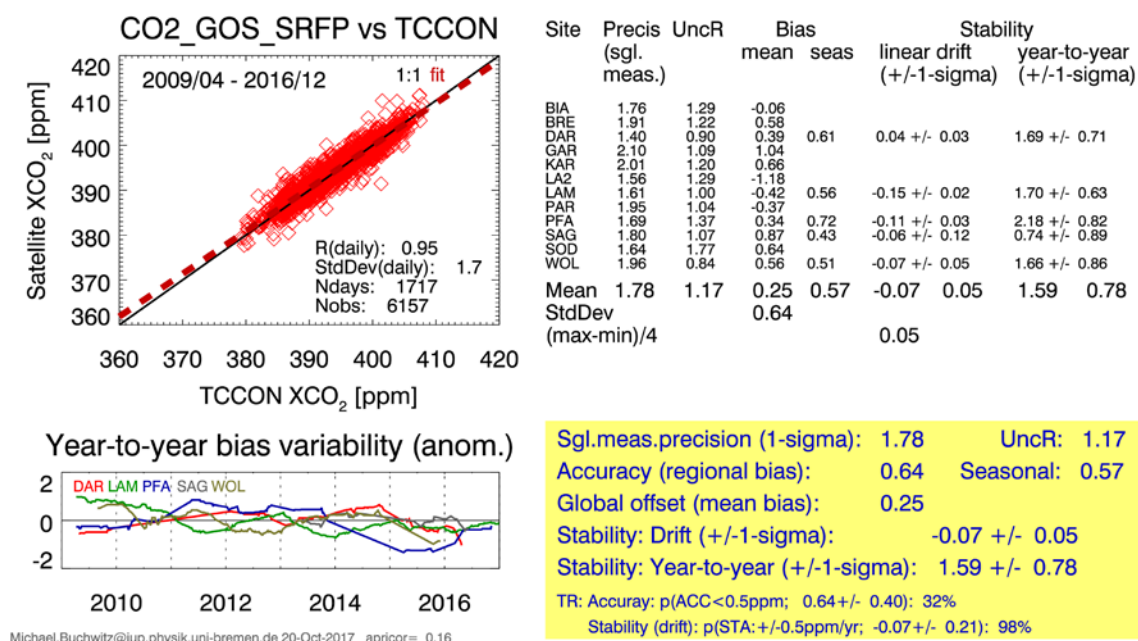 CO2_GOS_SRFP vs TCCON
2009/04 - 2016/12
1:1 fit
Satellite XCO2 [ppm]
420
410
400
390
380
370
360
R(daily): 0.95
StdDev(daily): 1.7
Ndays: 1717
Nobs: 6157
360 370 380 390 400 410 420
TCCON XCO2 [ppm]
Site Precis UncR Bias Stability
(sgl. mean seas linear drift year-to-year
meas.) (+/-1-sigma) (+/-1-sigma)
BIA 1.76 1.29 -0.06
BRE 1.91 1.22 0.58
DAR 1.40 0.90 0.39 0.61 0.04 +/- 0.03 1.69 +/- 0.71
GAR 2.10 1.09 1.04
KAR 2.01 1.20 0.66
LA2 1.56 1.29 -1.18
LAM 1.61 1.00 -0.42 0.56 -0.15 +/- 0.02 1.70 +/- 0.63
PAR 1.95 1.04 -0.37
PFA 1.69 1.37 0.34 0.72 -0.11 +/- 0.03 2.18 +/- 0.82
SAG 1.80 1.07 0.87 0.43 -0.06 +/- 0.12 0.74 +/- 0.89
SOD 1.64 1.77 0.64
WOL 1.96 0.84 0.56 0.51 -0.07 +/- 0.05 1.66 +/- 0.86
Mean 1.78 1.17 0.25 0.57 -0.07 0.05 1.59 0.78
StdDev 0.64
(max-min)/4 0.05
Year-to-year bias variability (anom.)
2
0
-2
DAR LAM PFA SAG WOL
2010 2012 2014 2016
Michael.Buchwitz@iup.physik.uni-bremen.de 20-Oct-2017 apricor= 0.16
Sgl.meas.precision (1-sigma): 1.78 UncR: 1.17
Accuracy (regional bias): 0.64 Seasonal: 0.57
Global offset (mean bias): 0.25
Stability: Drift (+/-1-sigma): -0.07 +/- 0.05
Stability: Year-to-year (+/-1-sigma): 1.59 +/- 0.78
TR: Accuray: p(ACC<0.5ppm; 0.64+/- 0.40): 32%
Stability (drift): p(STA:+/-0.5ppm/yr; -0.07+/- 0.21): 98%